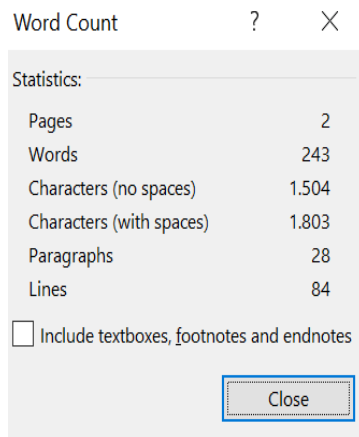 Word Count ?
Statistics:
Pages 2
Words 243
Characters (no spaces) 1.504
Characters (with spaces) 1.803
Paragraphs 28
Lines 84
Include textboxes, footnotes and endnotes
Close